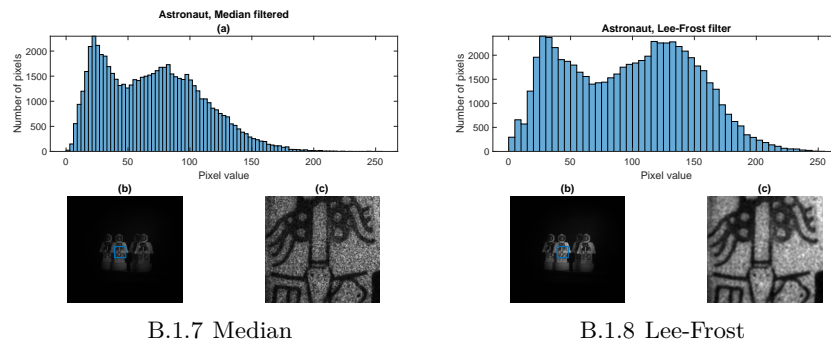 Astronaut, Median filtered
(a)
Number of pixels
2000
1500
1000
500
0
0 50 100 150 200 250
Pixel value
(b) (c)
B.1.7 Median
Astronaut, Lee-Frost filter
Number of pixels
2000
1500
1000
500
0
0 50 100 150 200 250
Pixel value
(b) (c)
B.1.8 Lee-Frost